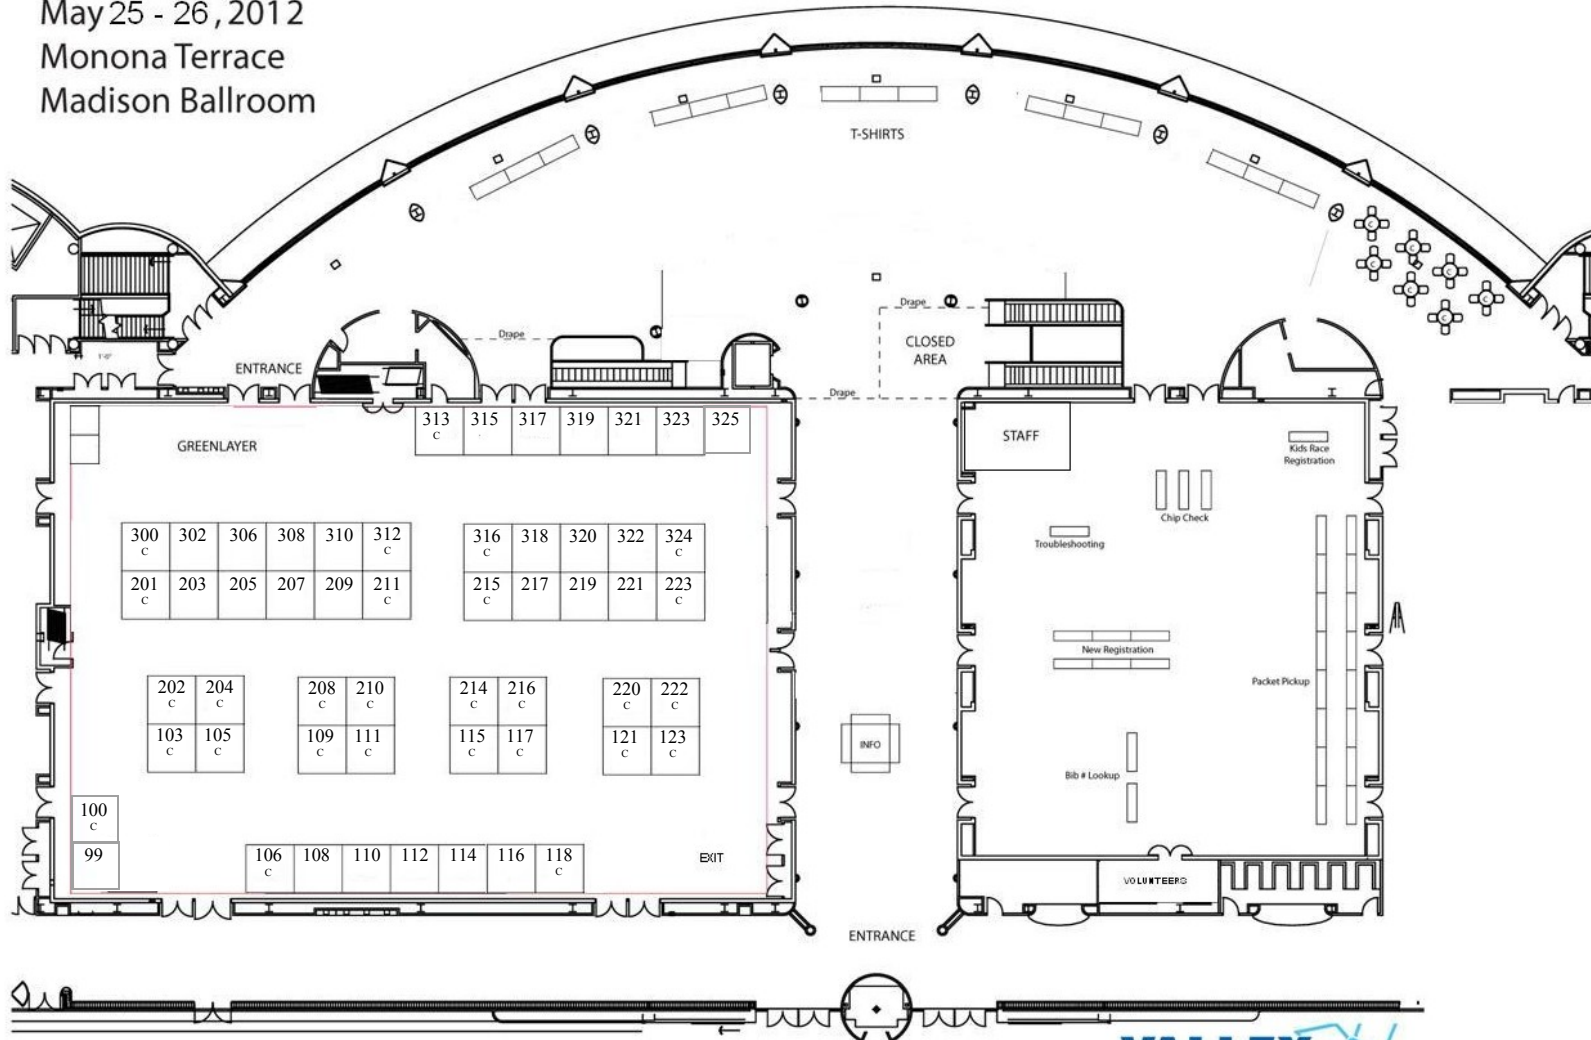 May 25 - 26, 2012
Monona Terrace
Madison Ballroom
T-SHIRTS
Drape
Drape
CLOSED
AREA
Drape
1'-0"
ENTRANCE
GREENLAYER
313 315 317 319 321 323 325
C
STAFF
Kids Race
Registration
Chip Check
Troubleshooting
300 302 306 308 310 312
C C
201 203 205 207 209 211
C C
316 318 320 322 324
C C
215 217 219 221 223
C C
New Registration
Packet Pickup
202 204
C C
103 105
C C
208 210
C C
109 111
C C
214 216
C C
115 117
C C
220 222
C C
121 123
C C
INFO
Bib # Lookup
100
C
99
106 108 110 112 114 116 118
C C
EXIT
VOLUNTEERS
ENTRANCE
VALLEY